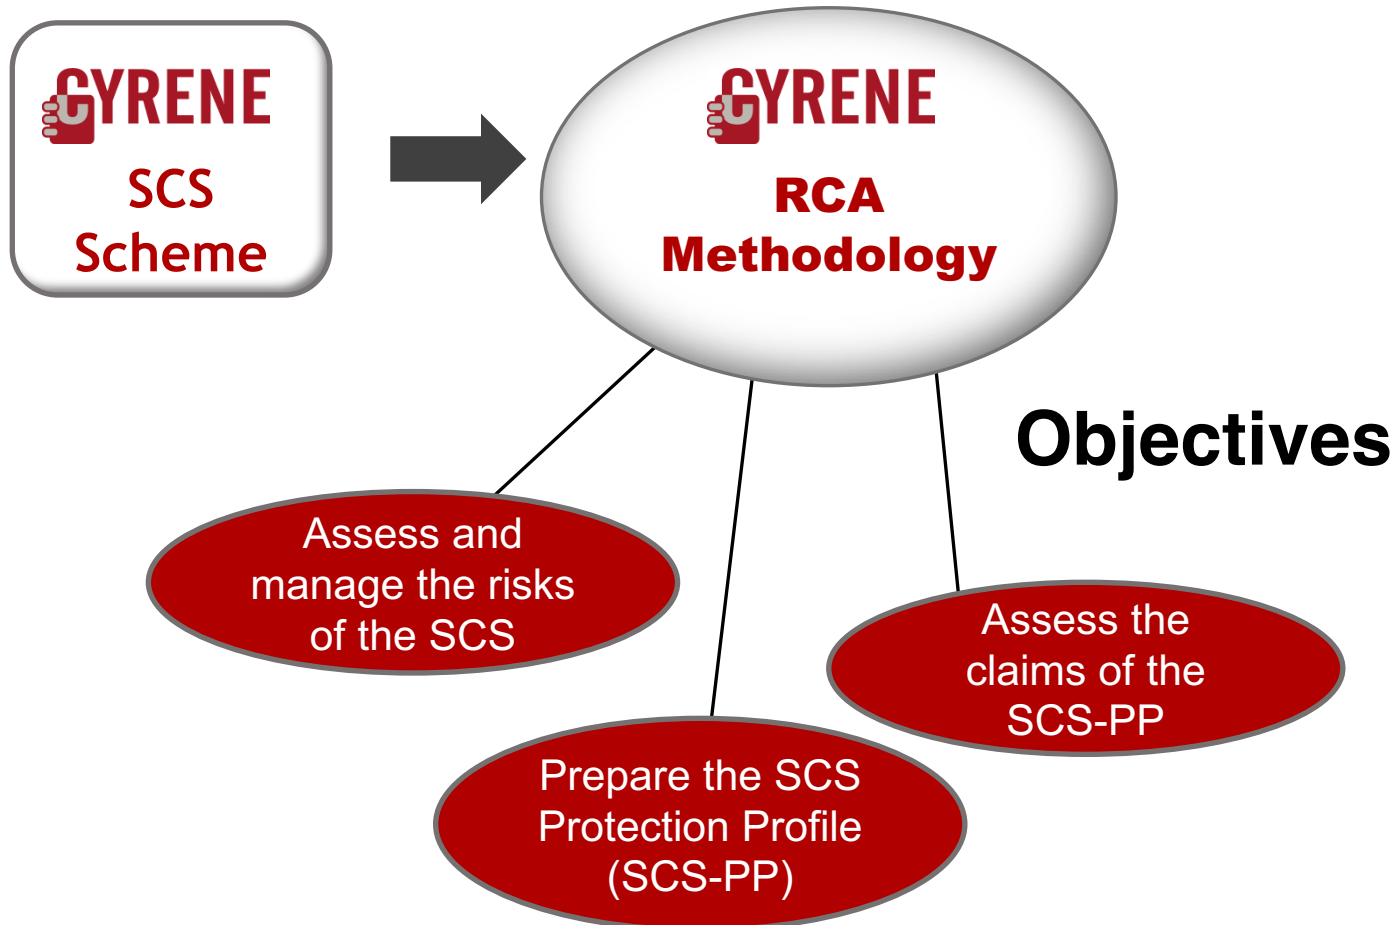 CYRENE
SCS
Scheme
CYRENE
RCA
Methodology
Objectives
Assess and
manage the risks
of the SCS
Prepare the SCS
Protection Profile
(SCS-PP)
Assess the
claims of the
SCS-PP